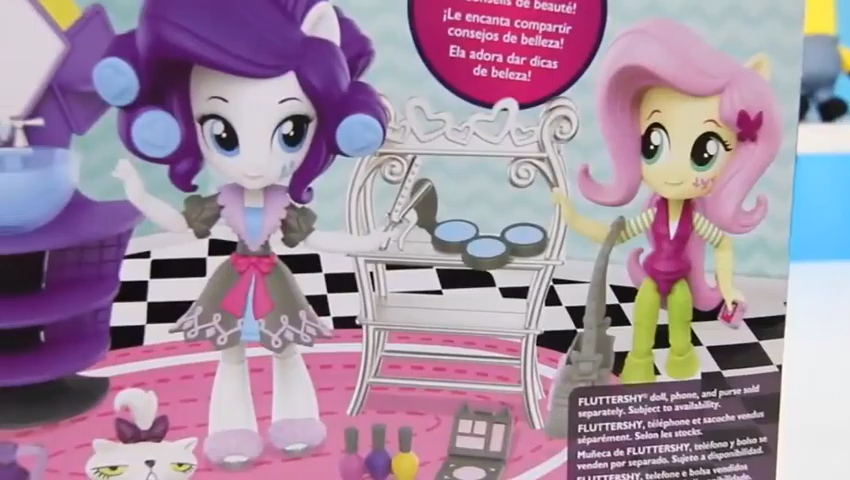 conseils de beauté!
¡Le encanta compartir
consejos de belleza!
Ela adora dar dicas
de beleza!
FLUTTERSHY® doll, phone, and purse sold
separately. Subject to availability.
FLUTTERSHY, téléphone et sacoche vendus
séparément. Selon les stocks.
Muñeca de FLUTTERSHY, teléfono y bolso se
venden por separado. Sujeto a disponibilidad.
FLUTTERSHY, telefone e bolsa vendidos